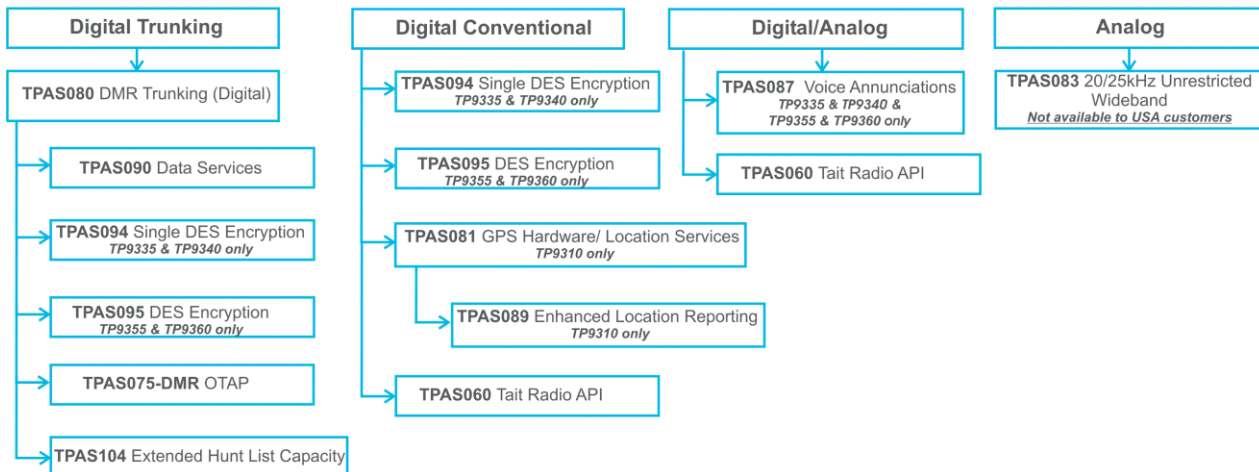 Digital Trunking
TPAS080 DMR Trunking (Digital)
TPAS090 Data Services
TPAS094 Single DES Encryption
TP9335 & TP9340 only
TPAS095 DES Encryption
TP9355 & TP9360 only
TPAS075-DMR OTAP
TPAS104 Extended Hunt List Capacity
Digital Conventional
TPAS094 Single DES Encryption
TP9335 & TP9340 only
TPAS095 DES Encryption
TP9355 & TP9360 only
TPAS081 GPS Hardware/ Location Services
TP9310 only
TPAS089 Enhanced Location Reporting
TP9310 only
TPAS060 Tait Radio API
Digital/Analog
TPAS087 Voice Annunciations
TP9335 & TP9340 &
TP9355 & TP9360 only
TPAS060 Tait Radio API
Analog
TPAS083 20/25kHz Unrestricted
Wideband
Not available to USA customers